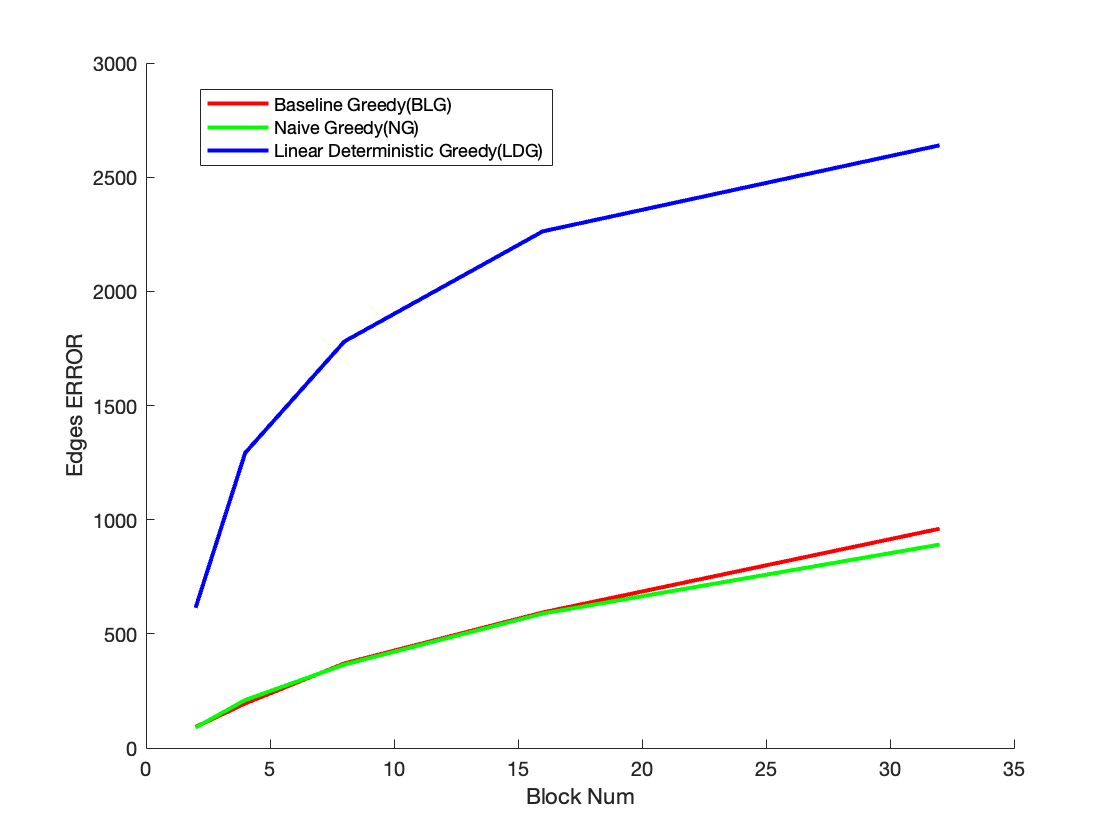 3000
2500
2000
1500
1000
500
0
Edges ERROR
Baseline Greedy(BLG)
Naive Greedy(NG)
Linear Deterministic Greedy(LDG)
0 5 10 15 20 25 30 35
Block Num